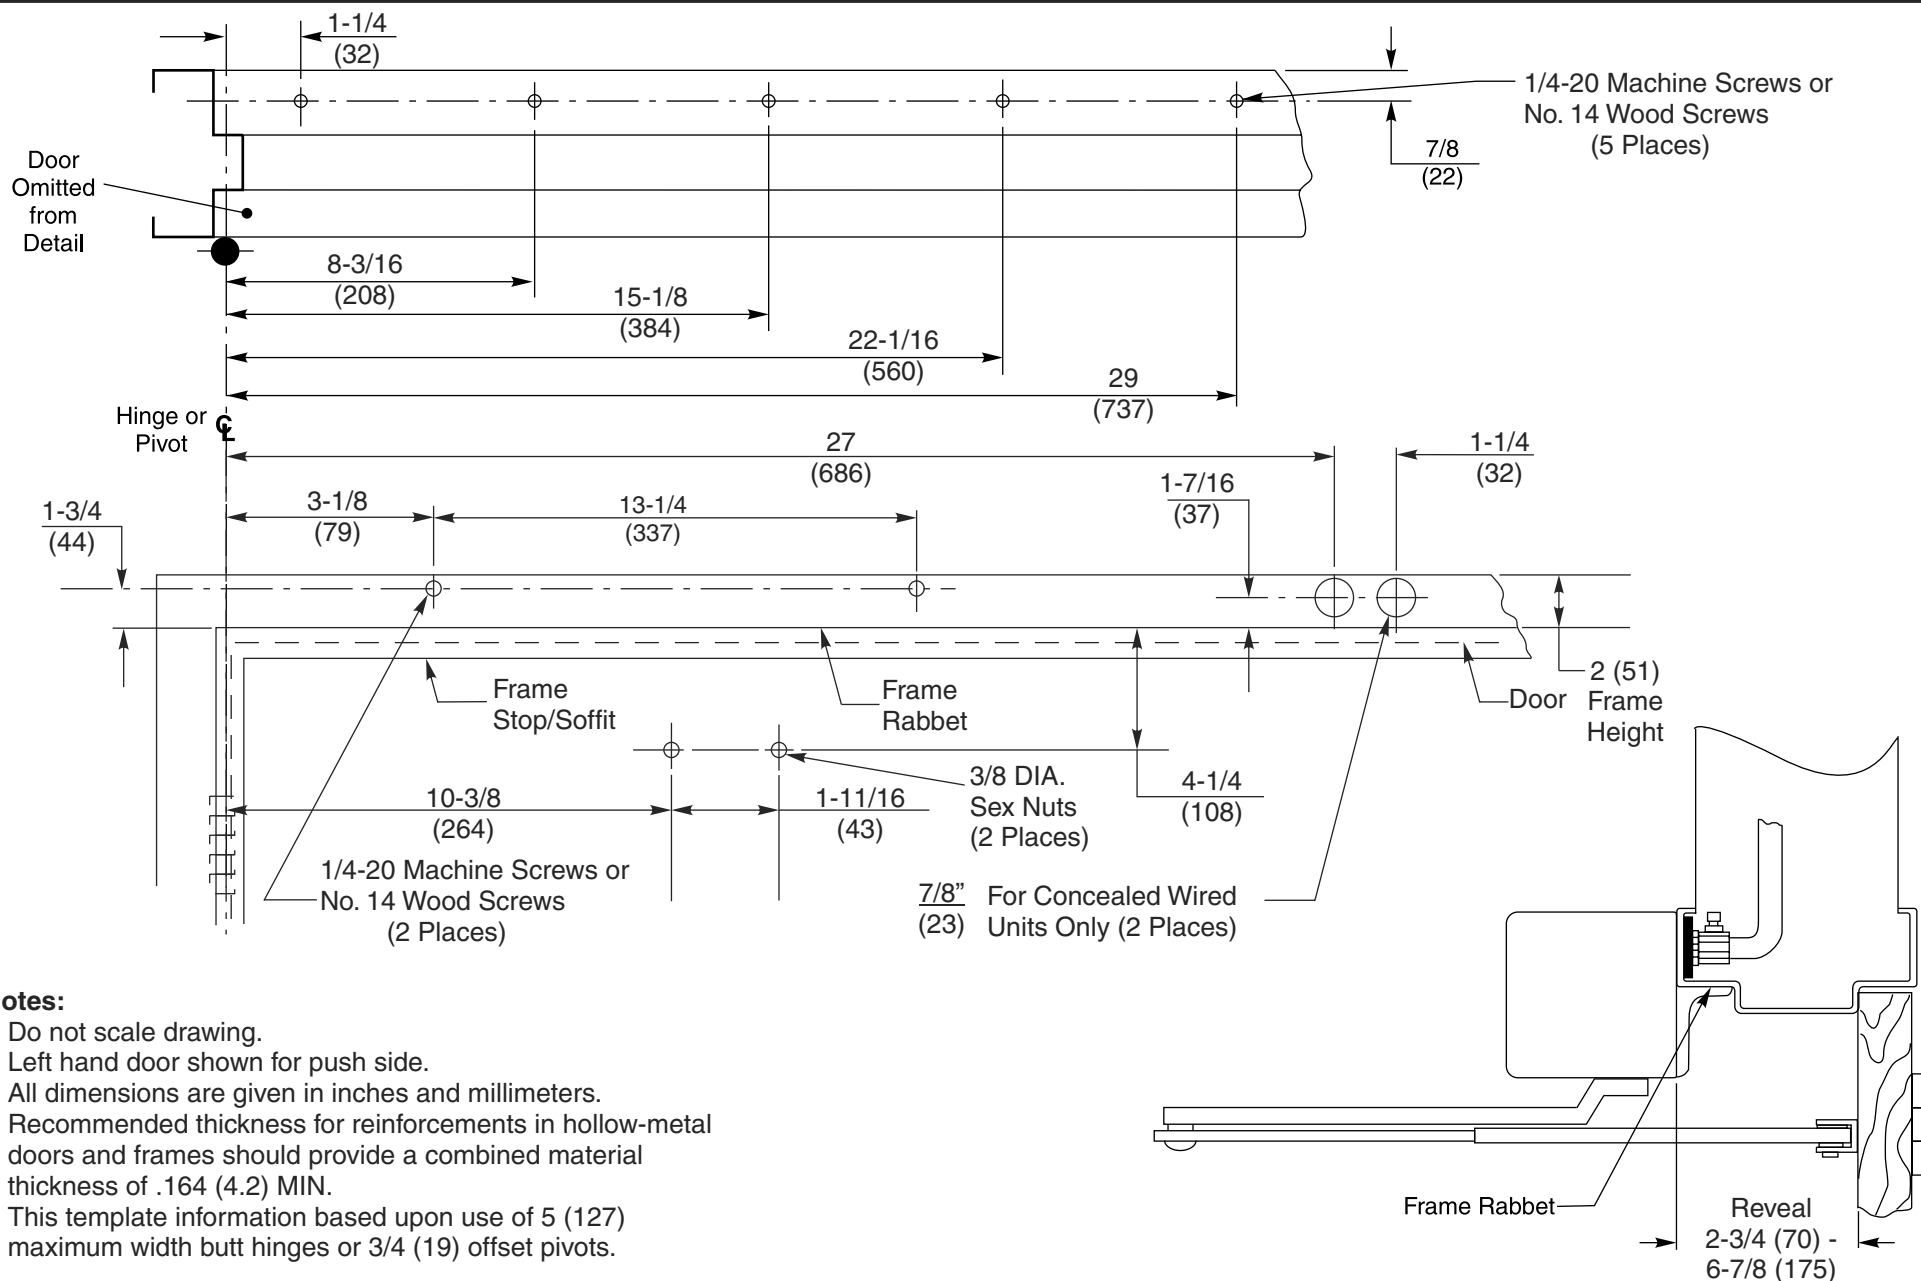 1-1/4
(32)
1/4-20 Machine Screws or
No. 14 Wood Screws
(5 Places)
7/8
(22)
Door
Omitted
from
Detail
8-3/16
(208)
15-1/8
(384)
22-1/16
(560)
29
(737)
Hinge or
Pivot
℄
27
(686)
1-1/4
(32)
1-7/16
(37)
1-3/4
(44)
3-1/8
(79)
13-1/4
(337)
Frame
Stop/Soffit
Frame
Rabbet
Door
2 (51)
Frame
Height
10-3/8
(264)
1-11/16
(43)
3/8 DIA.
Sex Nuts
(2 Places)
4-1/4
(108)
1/4-20 Machine Screws or
No. 14 Wood Screws
(2 Places)
7/8” For Concealed Wired
(23) Units Only (2 Places)
otes:
Do not scale drawing.
Left hand door shown for push side.
All dimensions are given in inches and millimeters.
Recommended thickness for reinforcements in hollow-metal
doors and frames should provide a combined material
thickness of .164 (4.2) MIN.
This template information based upon use of 5 (127)
maximum width butt hinges or 3/4 (19) offset pivots.
Frame Rabbet
Reveal
2-3/4 (70) -
6-7/8 (175)